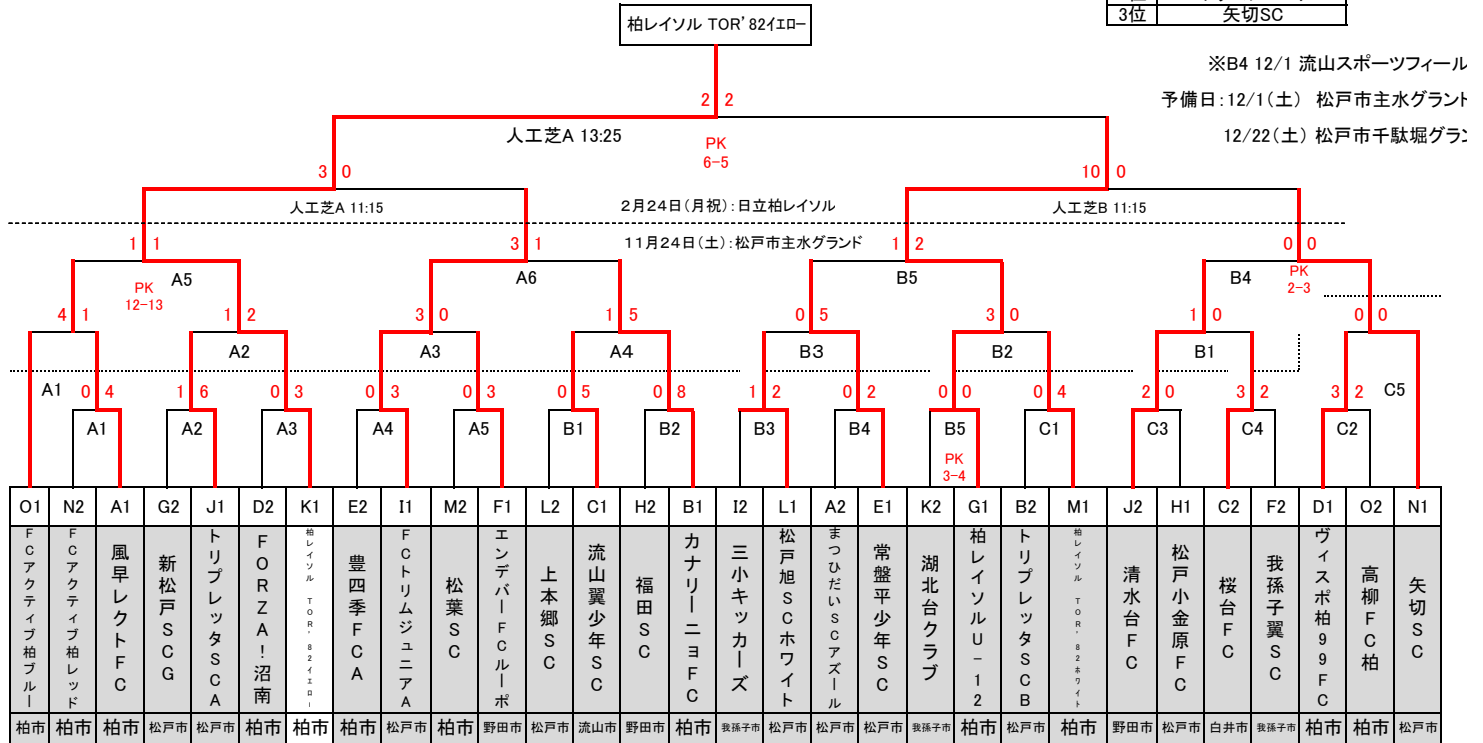 柏レイソル TOR'82イエロー
3位 矢切SC
※B4 12/1 流山スポーツフィール
予備日:12/1(土) 松戸市主水グランド
12/22(土) 松戸市千駄堀グラン
2 2
人工芝A 13:25
PK
6-5
3 0
10 0
人工芝A 11:15
2月24日(月祝):日立柏レイソル
人工芝B 11:15
11月24日(土):松戸市主水グランド
1 1
3 1
1 2
0 0
A5
A6
B5
B4
PK
12-13
PK
2-3
4 1
1 2
3 0
1 5
0 5
3 0
1 0
0 0
A2
A3
A4
B3
B2
B1
A1
C5
0 4
1 6
0 3
0 3
0 3
0 5
0 8
1 2
0 2
0 0
0 4
2 0
3 2
3 2
A1
A2
A3
A4
A5
B1
B2
B3
B4
B5
C1
C3
C4
C2
PK
3-4
O1 N2 A1 G2 J1 D2 K1 E2 I1 M2 F1 L2 C1 H2 B1 I2 L1 A2 E1 K2 G1 B2 M1 J2 H1 C2 F2 D1 O2 N1
FCアクティブ柏ブルー
FCアクティブ柏レッド
風早レクトFC
新松戸SCG
トリプレッタSCA
FORZA!沼南
柏レイソル TOR'82イエロー
豊四季FCA
FCトリムジュニアA
松葉SC
エンデバーFCルーポ
上本郷SC
流山翼少年SC
福田SC
カナリーニョFC
三小キッカーズ
松戸旭SCホワイト
まつひだいSCアズール
常盤平少年SC
湖北台クラブ
柏レイソルU-12
トリプレッタSCB
柏レイソル TOR'82ホワイト
清水台FC
松戸小金原FC
桜台FC
我孫子翼SC
ヴィスポ柏99FC
高柳FC柏
矢切SC
柏市 柏市 柏市 松戸市 松戸市 柏市 柏市 柏市 松戸市 柏市 野田市 松戸市 流山市 野田市 柏市 我孫子市 松戸市 松戸市 松戸市 我孫子市 柏市 松戸市 柏市 野田市 松戸市 白井市 我孫子市 柏市 柏市 松戸市